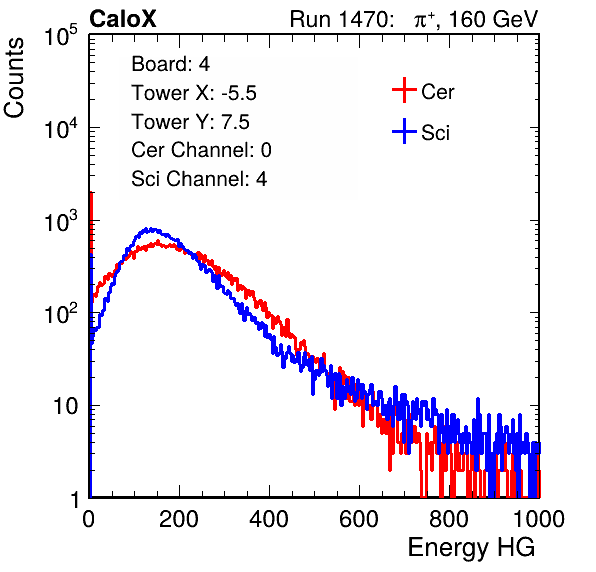 CaloX Run 1470: π⁺, 160 GeV
Counts
10⁵
10⁴
10³
10²
10
1
Board: 4
Tower X: -5.5
Tower Y: 7.5
Cer Channel: 0
Sci Channel: 4
Cer
Sci
0 200 400 600 800 1000
Energy HG